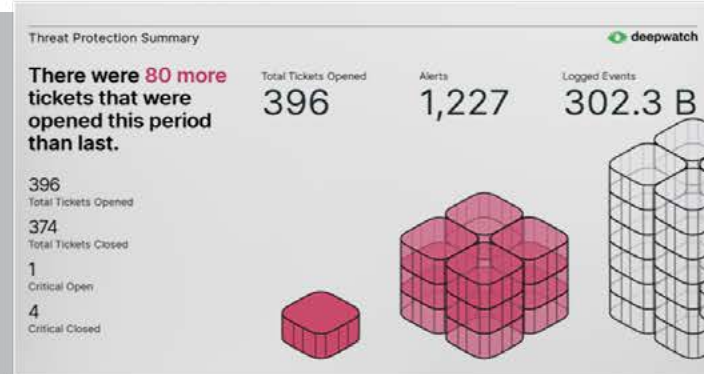 Threat Protection Summary
deepwatch
There were 80 more
tickets that were
opened this period
than last.
Total Tickets Opened
396
Alerts
1,227
Logged Events
302.3 B
396
Total Tickets Opened
374
Total Tickets Closed
1
Critical Open
4
Critical Closed